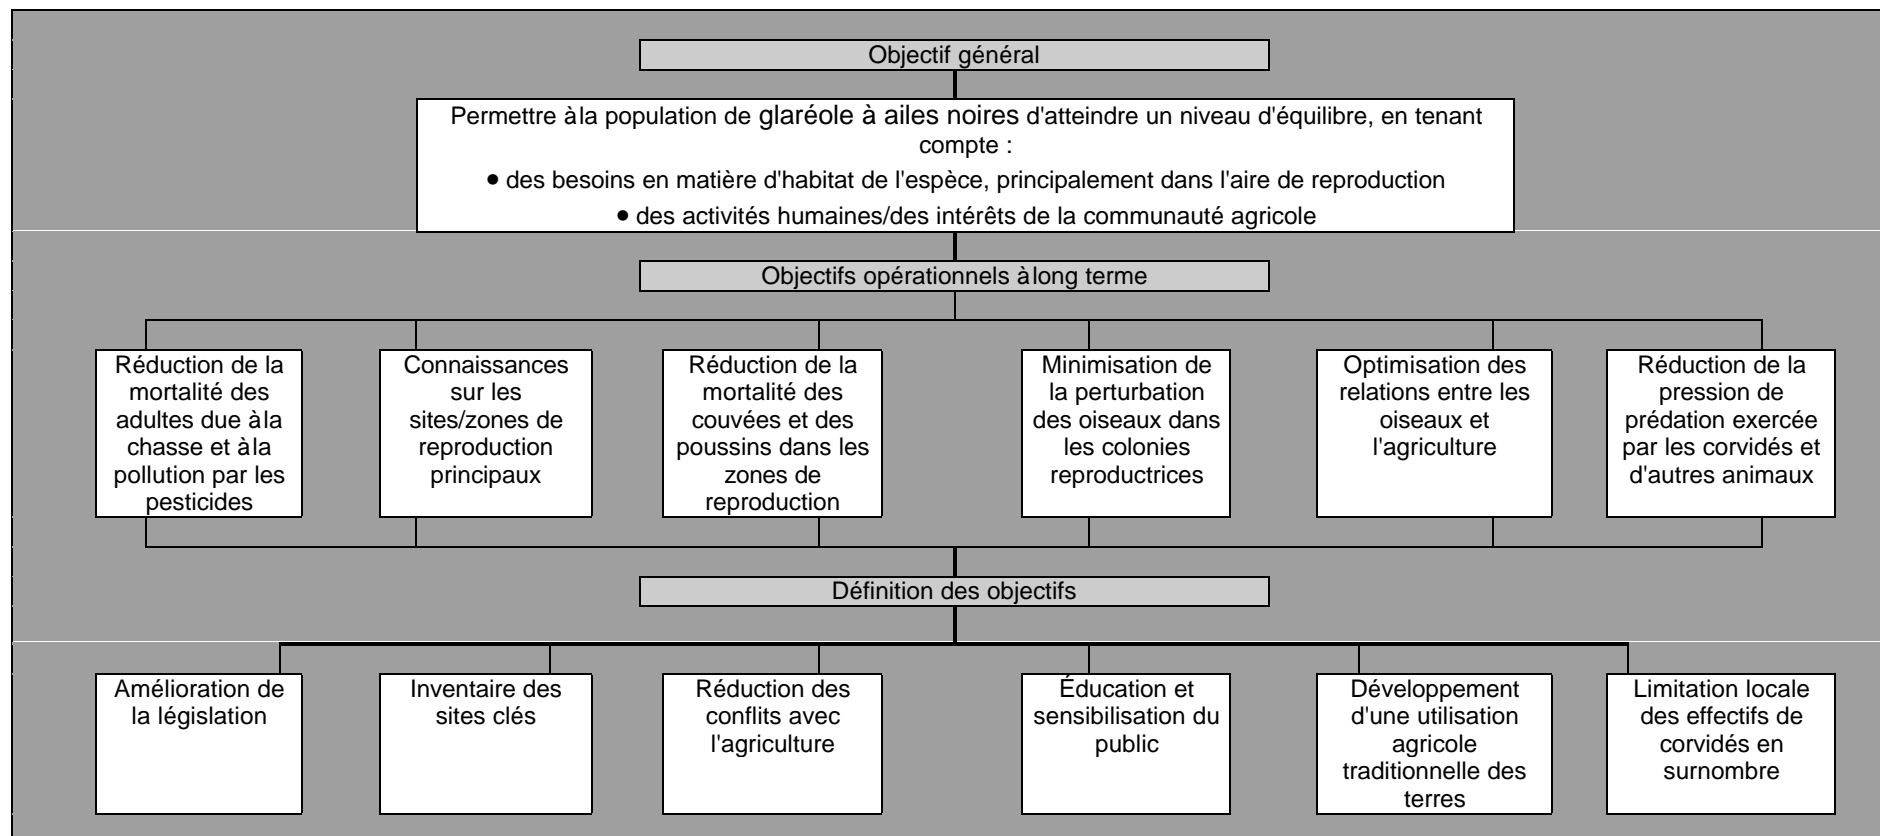 Objectif général
Permettre àla population de glaréole à ailes noires d'atteindre un niveau d'équilibre, en tenant
compte :
• des besoins en matière d'habitat de l'espèce, principalement dans l'aire de reproduction
• des activités humaines/des intérêts de la communauté agricole
Objectifs opérationnels àlong terme
Réduction de la
mortalité des
adultes due àla
chasse et àla
pollution par les
pesticides
Connaissances
sur les
sites/zones de
reproduction
principaux
Réduction de la
mortalité des
couvées et des
poussins dans les
zones de
reproduction
Minimisation de
la perturbation
des oiseaux dans
les colonies
reproductrices
Optimisation des
relations entre les
oiseaux et
l'agriculture
Réduction de la
pression de
prédation exercée
par les corvidés et
d'autres animaux
Définition des objectifs
Amélioration de
la législation
Inventaire des
sites clés
Réduction des
conflits avec
l'agriculture
Éducation et
sensibilisation du
public
Développement
d'une utilisation
agricole
traditionnelle des
terres
Limitation locale
des effectifs de
corvidés en
surnombre